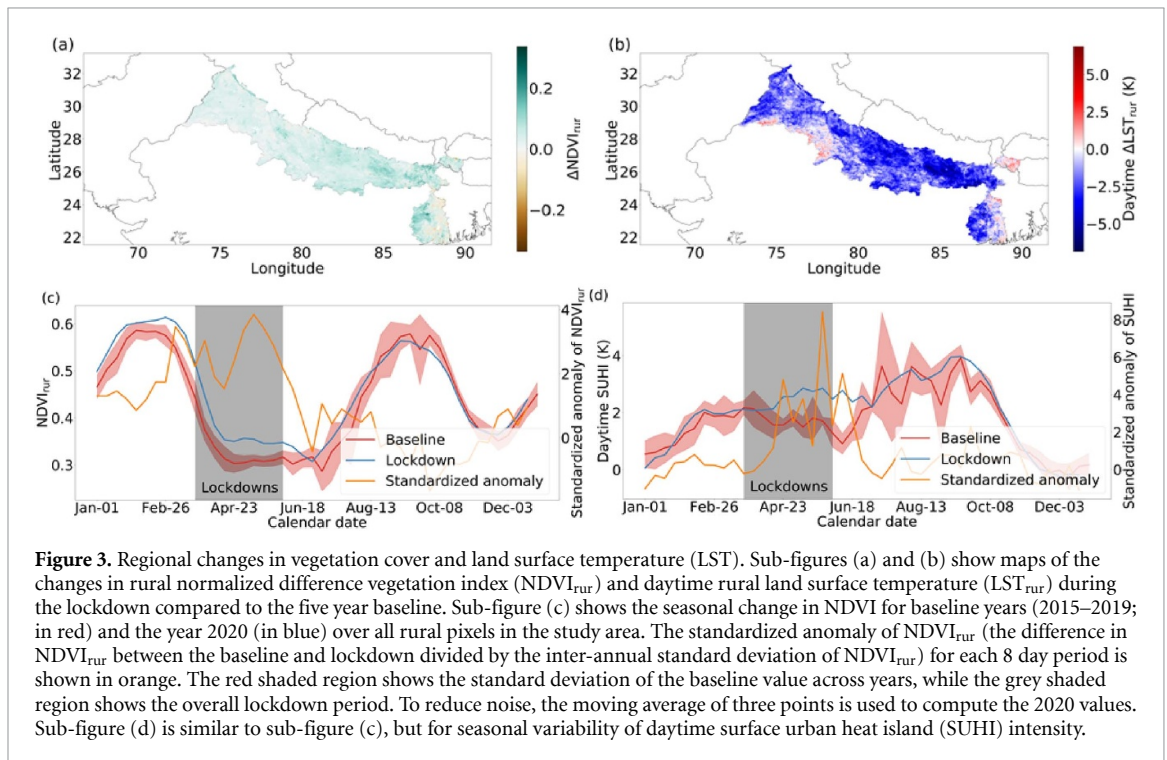 (a)
32
30
28
26
24
22
Latitude
70
75
80
85
90
Longitude
0.2
0.0
−0.2
ΔNDVIrur
(b)
32
30
28
26
24
22
Latitude
70
75
80
85
90
Longitude
5.0
2.5
0.0
−2.5
−5.0
Daytime ΔLSTrur (K)
(c)
0.6
0.5
0.4
0.3
NDVIrur
4
2
0
Standardized anomaly of NDVIrur
Baseline
Lockdown
Standardized anomaly
Lockdowns
Jan-01 Feb-26 Apr-23 Jun-18 Aug-13 Oct-08 Dec-03
Calendar date
(d)
4
2
0
Daytime SUHI (K)
8
6
4
2
0
Standardized anomaly of SUHI
Baseline
Lockdown
Standardized anomaly
Lockdowns
Jan-01 Feb-26 Apr-23 Jun-18 Aug-13 Oct-08 Dec-03
Calendar date
Figure 3. Regional changes in vegetation cover and land surface temperature (LST). Sub-figures (a) and (b) show maps of the
changes in rural normalized difference vegetation index (NDVIrur) and daytime rural land surface temperature (LSTrur) during
the lockdown compared to the five year baseline. Sub-figure (c) shows the seasonal change in NDVI for baseline years (2015–2019;
in red) and the year 2020 (in blue) over all rural pixels in the study area. The standardized anomaly of NDVIrur (the difference in
NDVIrur between the baseline and lockdown divided by the inter-annual standard deviation of NDVIrur) for each 8 day period is
shown in orange. The red shaded region shows the standard deviation of the baseline value across years, while the grey shaded
region shows the overall lockdown period. To reduce noise, the moving average of three points is used to compute the 2020 values.
Sub-figure (d) is similar to sub-figure (c), but for seasonal variability of daytime surface urban heat island (SUHI) intensity.